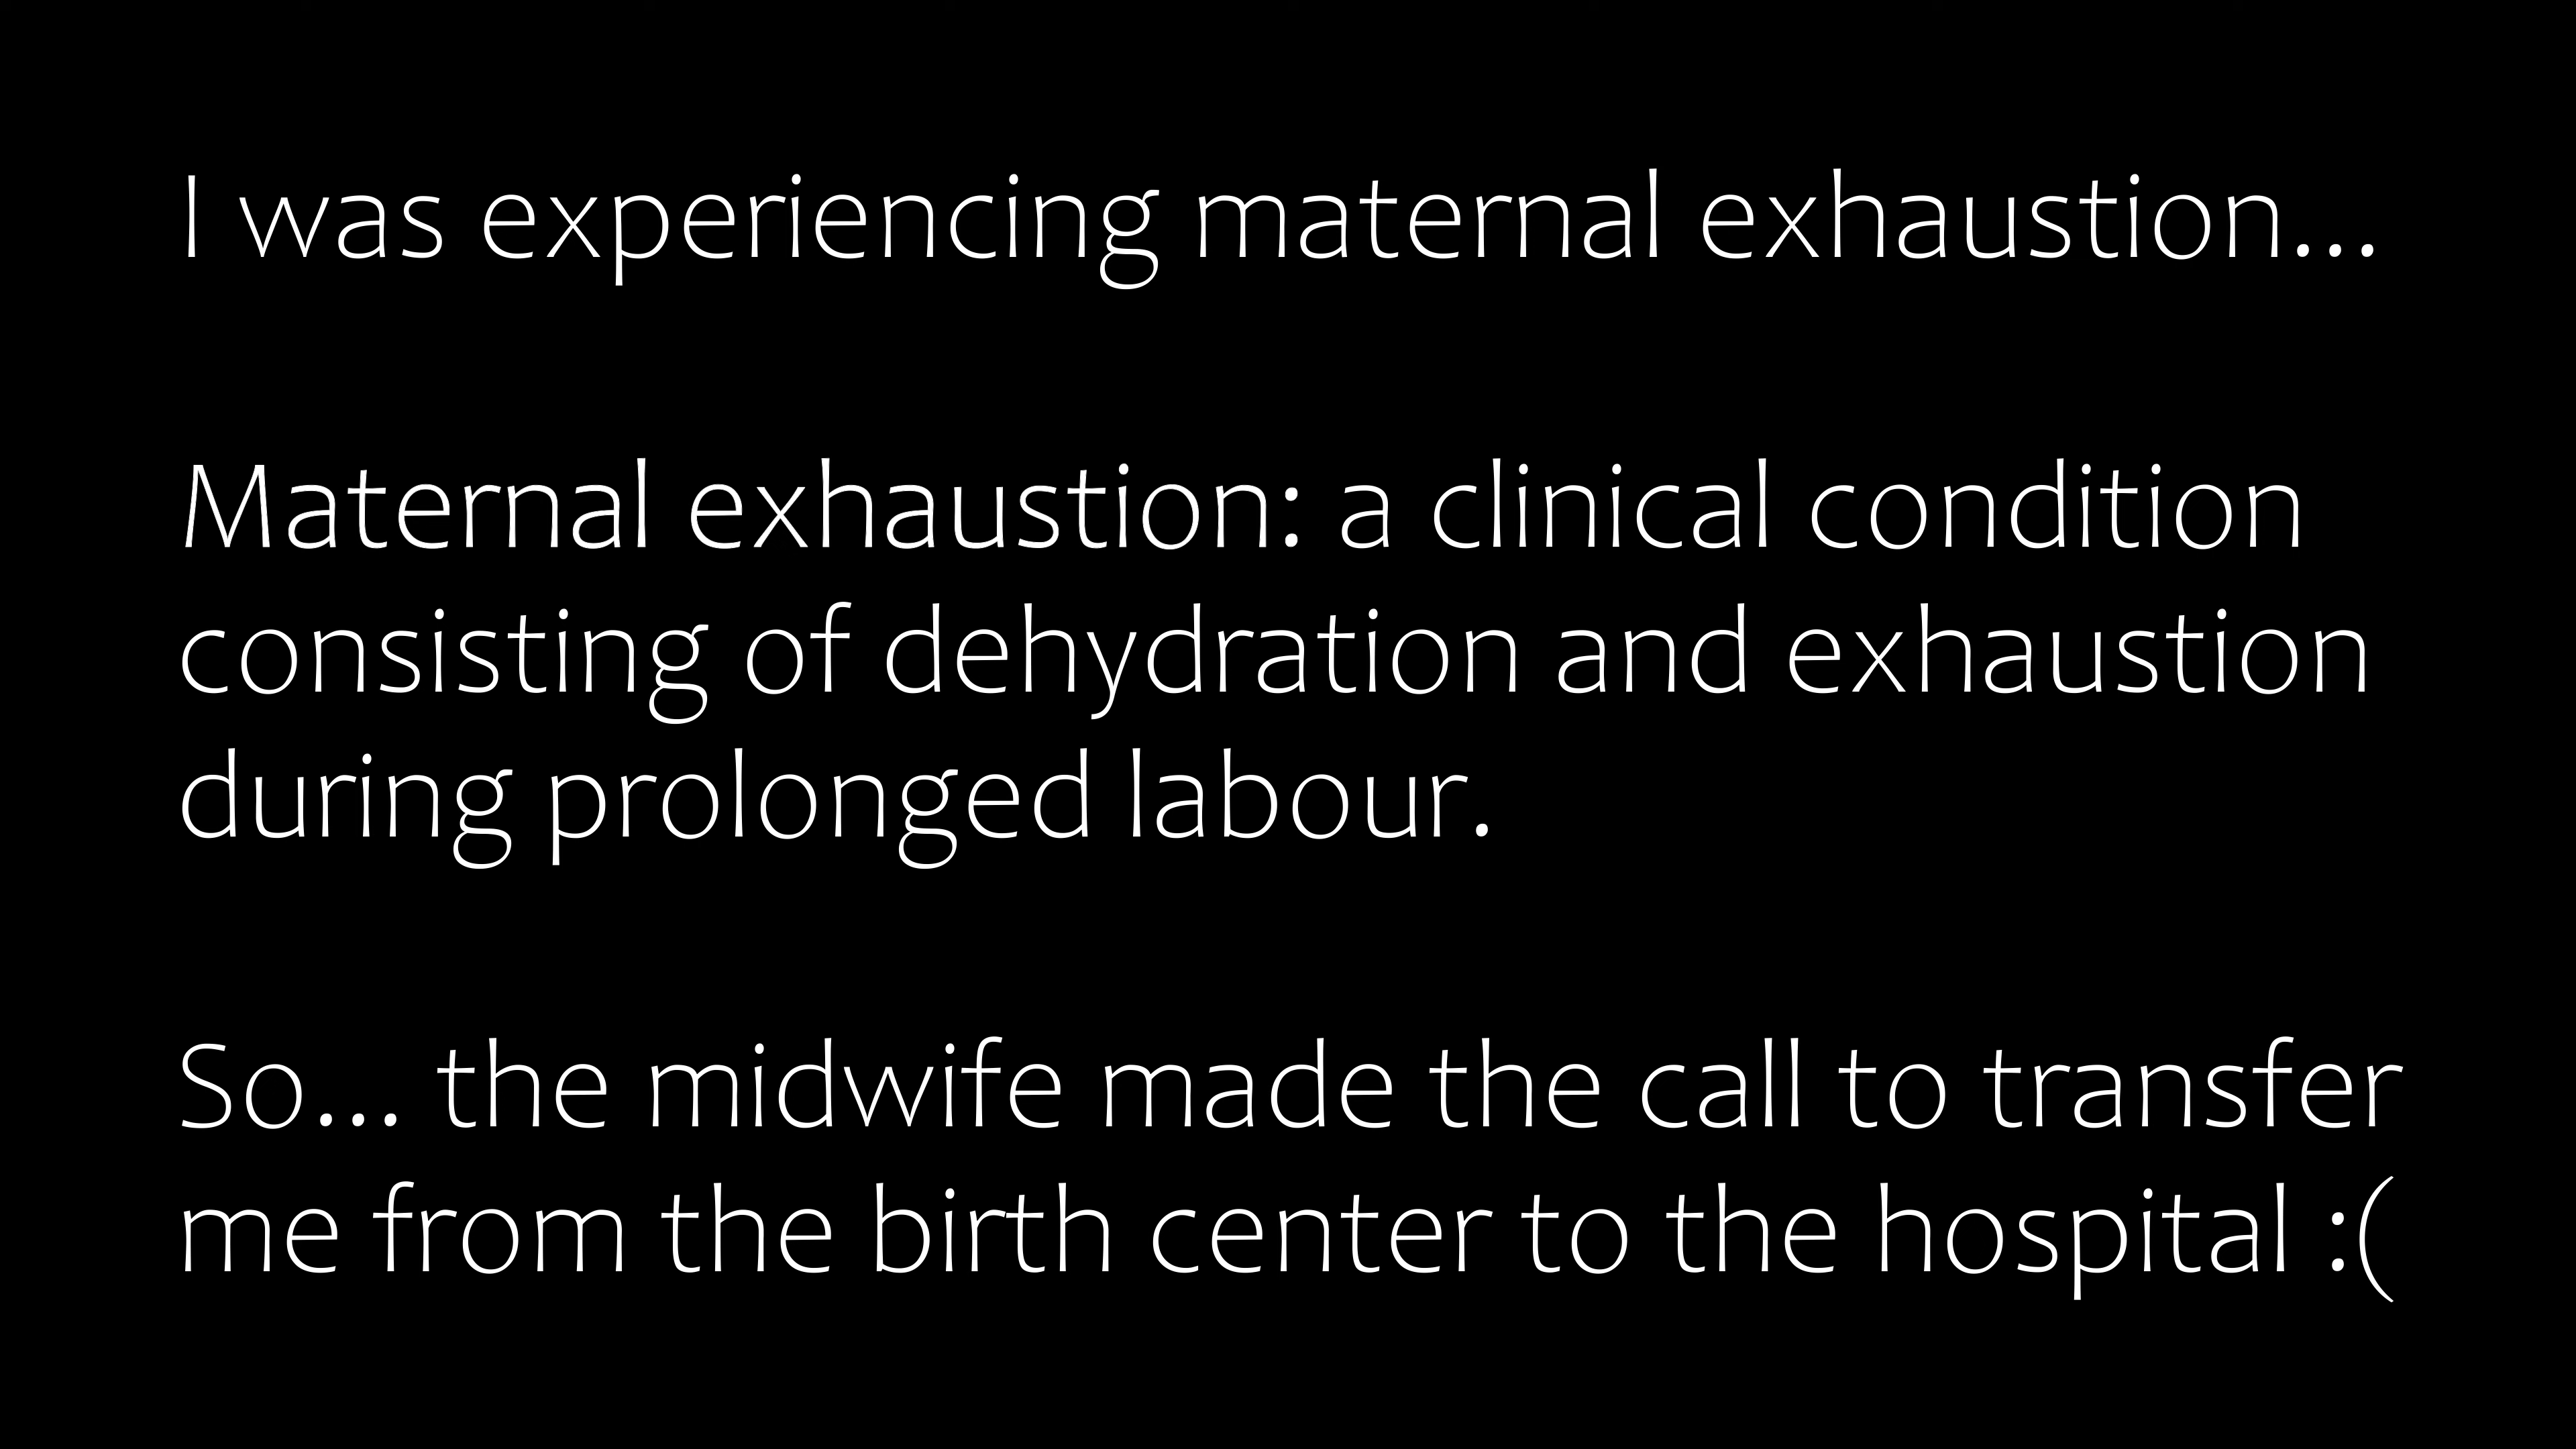 I was experiencing maternal exhaustion...
Maternal exhaustion: a clinical condition
consisting of dehydration and exhaustion
during prolonged labour.
So... the midwife made the call to transfer
me from the birth center to the hospital :(